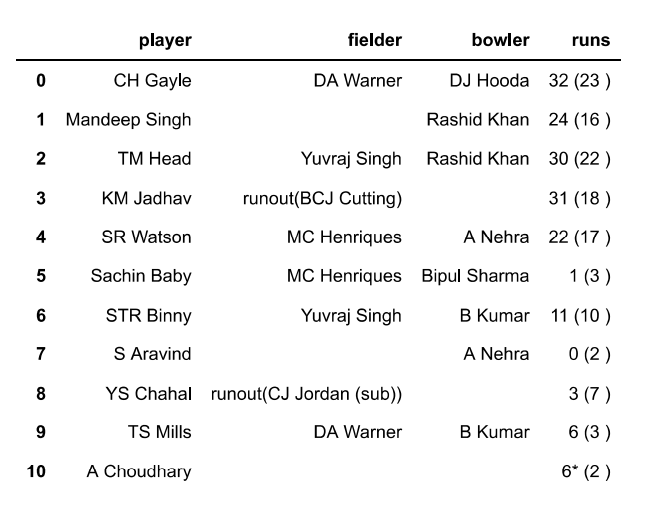 player fielder bowler runs
0 CH Gayle DA Warner DJ Hooda 32 (23 )
1 Mandeep Singh Rashid Khan 24 (16 )
2 TM Head Yuvraj Singh Rashid Khan 30 (22 )
3 KM Jadhav runout(BCJ Cutting) 31 (18 )
4 SR Watson MC Henriques A Nehra 22 (17 )
5 Sachin Baby MC Henriques Bipul Sharma 1 (3 )
6 STR Binny Yuvraj Singh B Kumar 11 (10 )
7 S Aravind A Nehra 0 (2 )
8 YS Chahal runout(CJ Jordan (sub)) 3 (7 )
9 TS Mills DA Warner B Kumar 6 (3 )
10 A Choudhary 6* (2 )